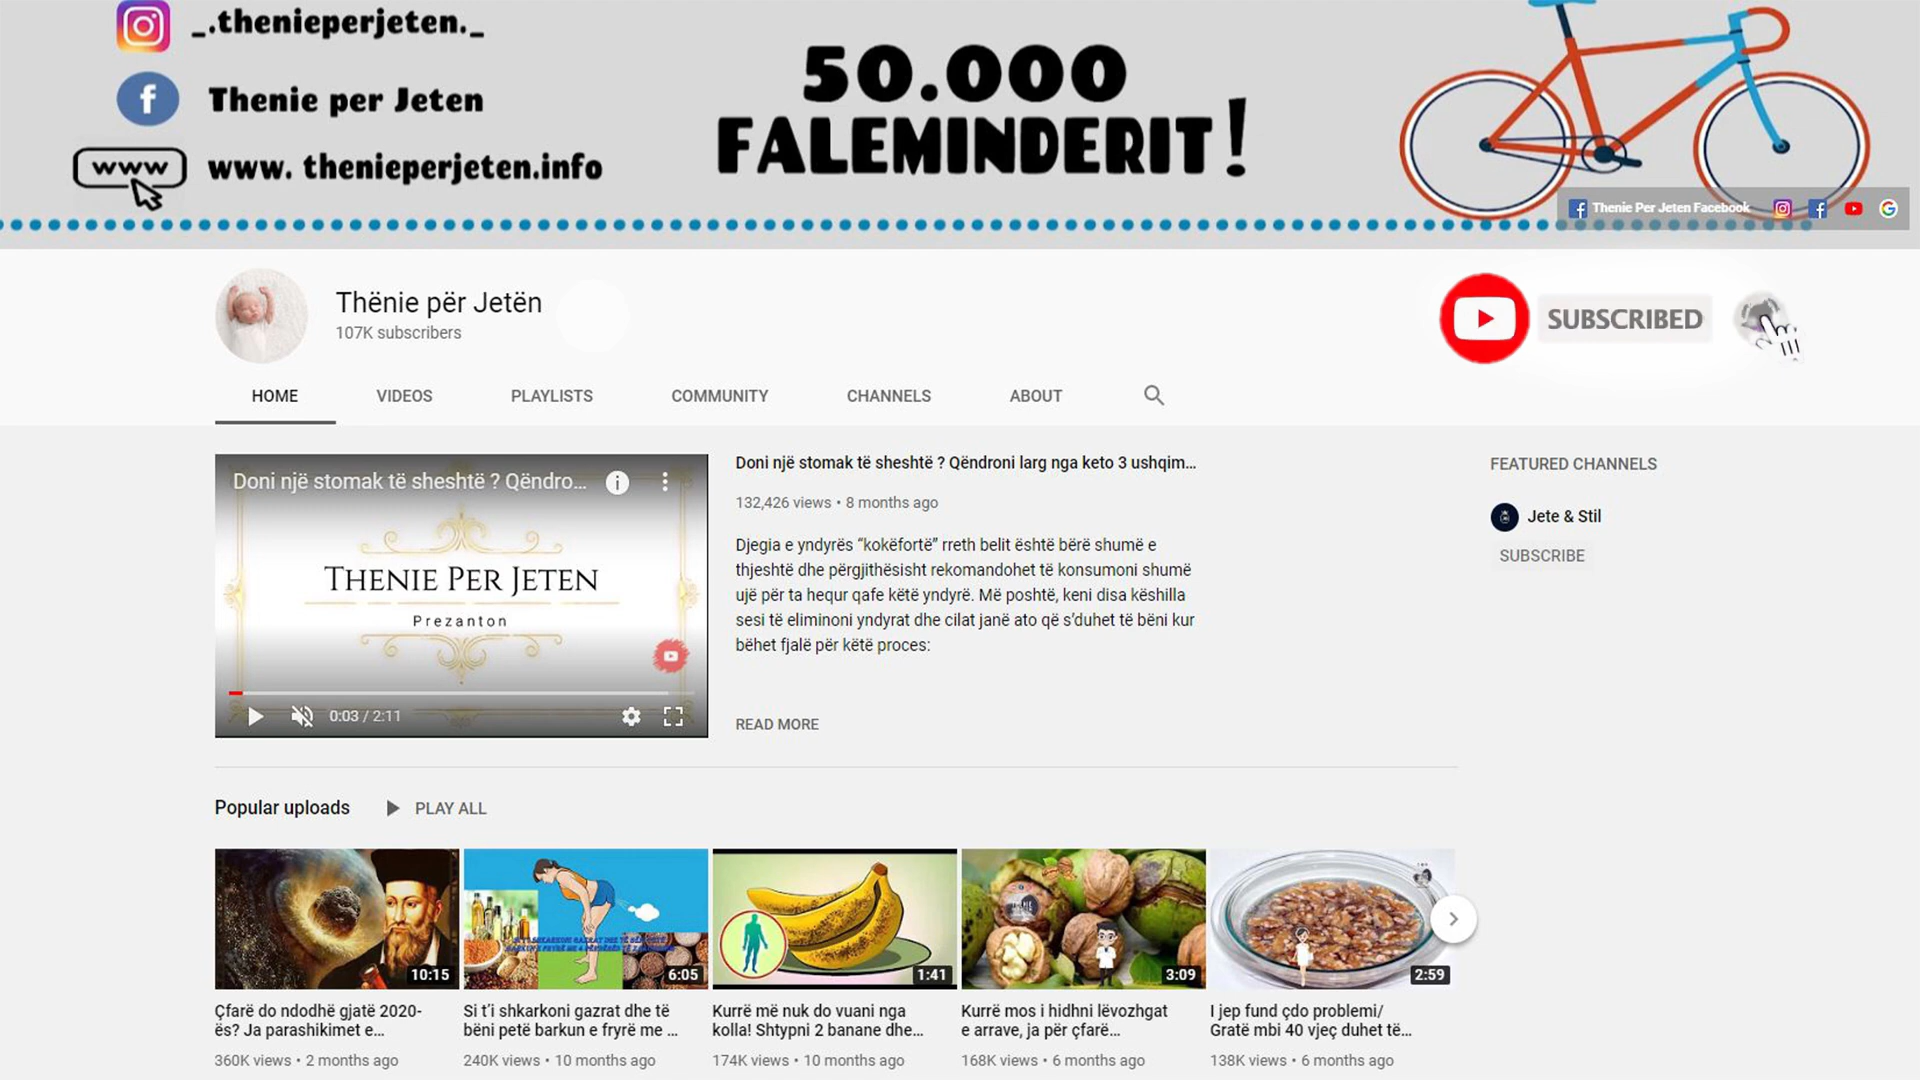 _.thenieperjeten._
Thenie per Jeten
www
www. thenieperjeten.info
50.000
FALEMINDERIT!
Thenie Per Jeten Facebook
Thënie për Jetën
107K subscribers
SUBSCRIBED
HOME
VIDEOS
PLAYLISTS
COMMUNITY
CHANNELS
ABOUT
Doni një stomak të sheshtë ? Qëndro...
THENIE PER JETEN
Prezanton
0:03 / 2:11
Doni një stomak të sheshtë ? Qëndroni larg nga keto 3 ushqim...
132,426 views • 8 months ago
Djegia e yndyrës “kokëfortë” rreth belit është bërë shumë e
thjeshtë dhe përgjithësisht rekomandohet të konsumoni shumë
ujë për ta hequr qafe këtë yndyrë. Më poshtë, keni disa këshilla
sesi të eliminoni yndyrat dhe cilat janë ato që s’duhet të bëni kur
bëhet fjalë për këtë proces:
READ MORE
FEATURED CHANNELS
Jete & Stil
SUBSCRIBE
Popular uploads
PLAY ALL
10:15
Çfarë do ndodhë gjatë 2020-
ës? Ja parashikimet e...
360K views • 2 months ago
6:05
Si t’i shkarkoni gazrat dhe të
bëni petë barkun e fryrë me ...
240K views • 10 months ago
1:41
Kurrë më nuk do vuani nga
kolla! Shtypni 2 banane dhe...
174K views • 10 months ago
3:09
Kurrë mos i hidhni lëvozhgat
e arrave, ja për çfarë...
168K views • 6 months ago
2:59
I jep fund çdo problemi/
Gratë mbi 40 vjeç duhet të...
138K views • 6 months ago